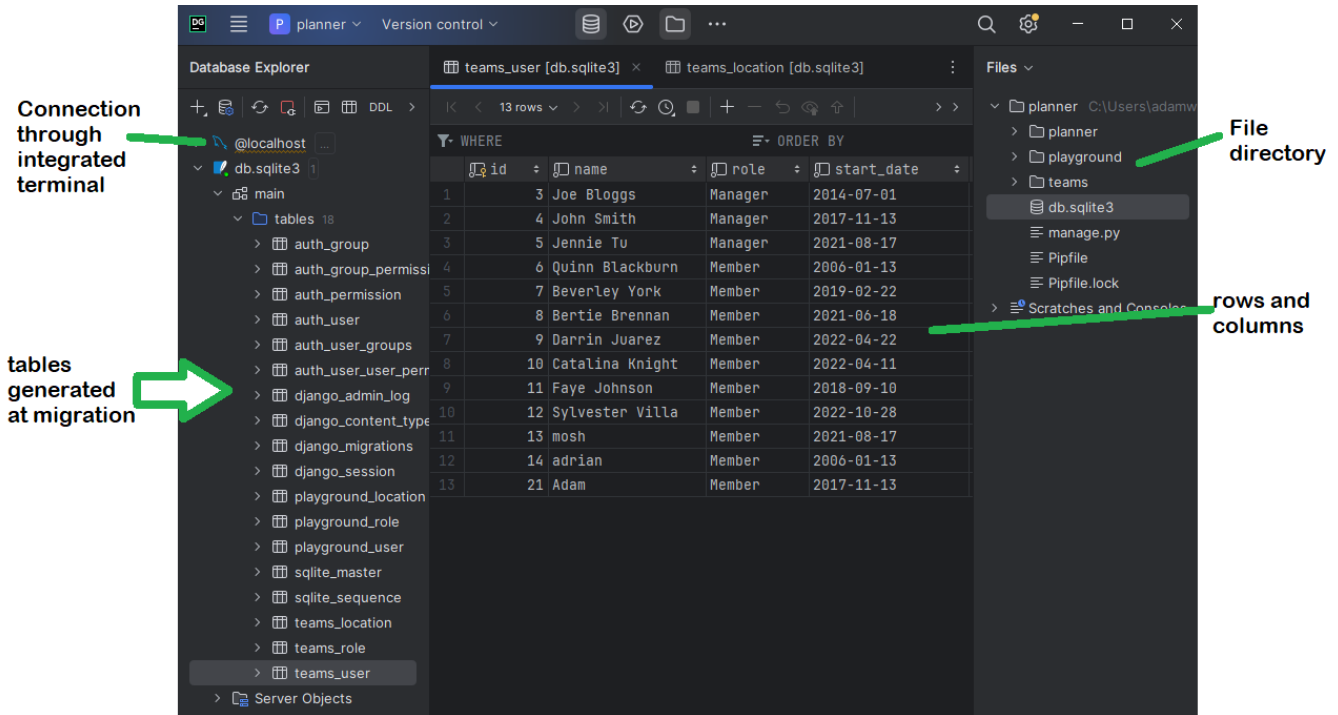 DG
P planner
Version control
Database Explorer
teams_user [db.sqlite3]
teams_location [db.sqlite3]
Files
DDL
13 rows
WHERE
ORDER BY
Connection
through
integrated
terminal
@localhost ...
db.sqlite3 1
main
tables 18
auth_group
auth_group_permissi
auth_permission
auth_user
auth_user_groups
auth_user_user_perr
django_admin_log
django_content_type
django_migrations
django_session
playground_location
playground_role
playground_user
sqlite_master
sqlite_sequence
teams_location
teams_role
teams_user
Server Objects
tables
generated
at migration
id name role start_date
1 3 Joe Bloggs Manager 2014-07-01
2 4 John Smith Manager 2017-11-13
3 5 Jennie Tu Manager 2021-08-17
4 6 Quinn Blackburn Member 2006-01-13
5 7 Beverley York Member 2019-02-22
6 8 Bertie Brennan Member 2021-06-18
7 9 Darrin Juarez Member 2022-04-22
8 10 Catalina Knight Member 2022-04-11
9 11 Faye Johnson Member 2018-09-10
10 12 Sylvester Villa Member 2022-10-28
11 13 mosh Member 2021-08-17
12 14 adrian Member 2006-01-13
13 21 Adam Member 2017-11-13
planner C:\Users\adamw
planner
playground
teams
db.sqlite3
manage.py
Pipfile
Pipfile.lock
Scratches and Consoles
File
directory
rows and
columns